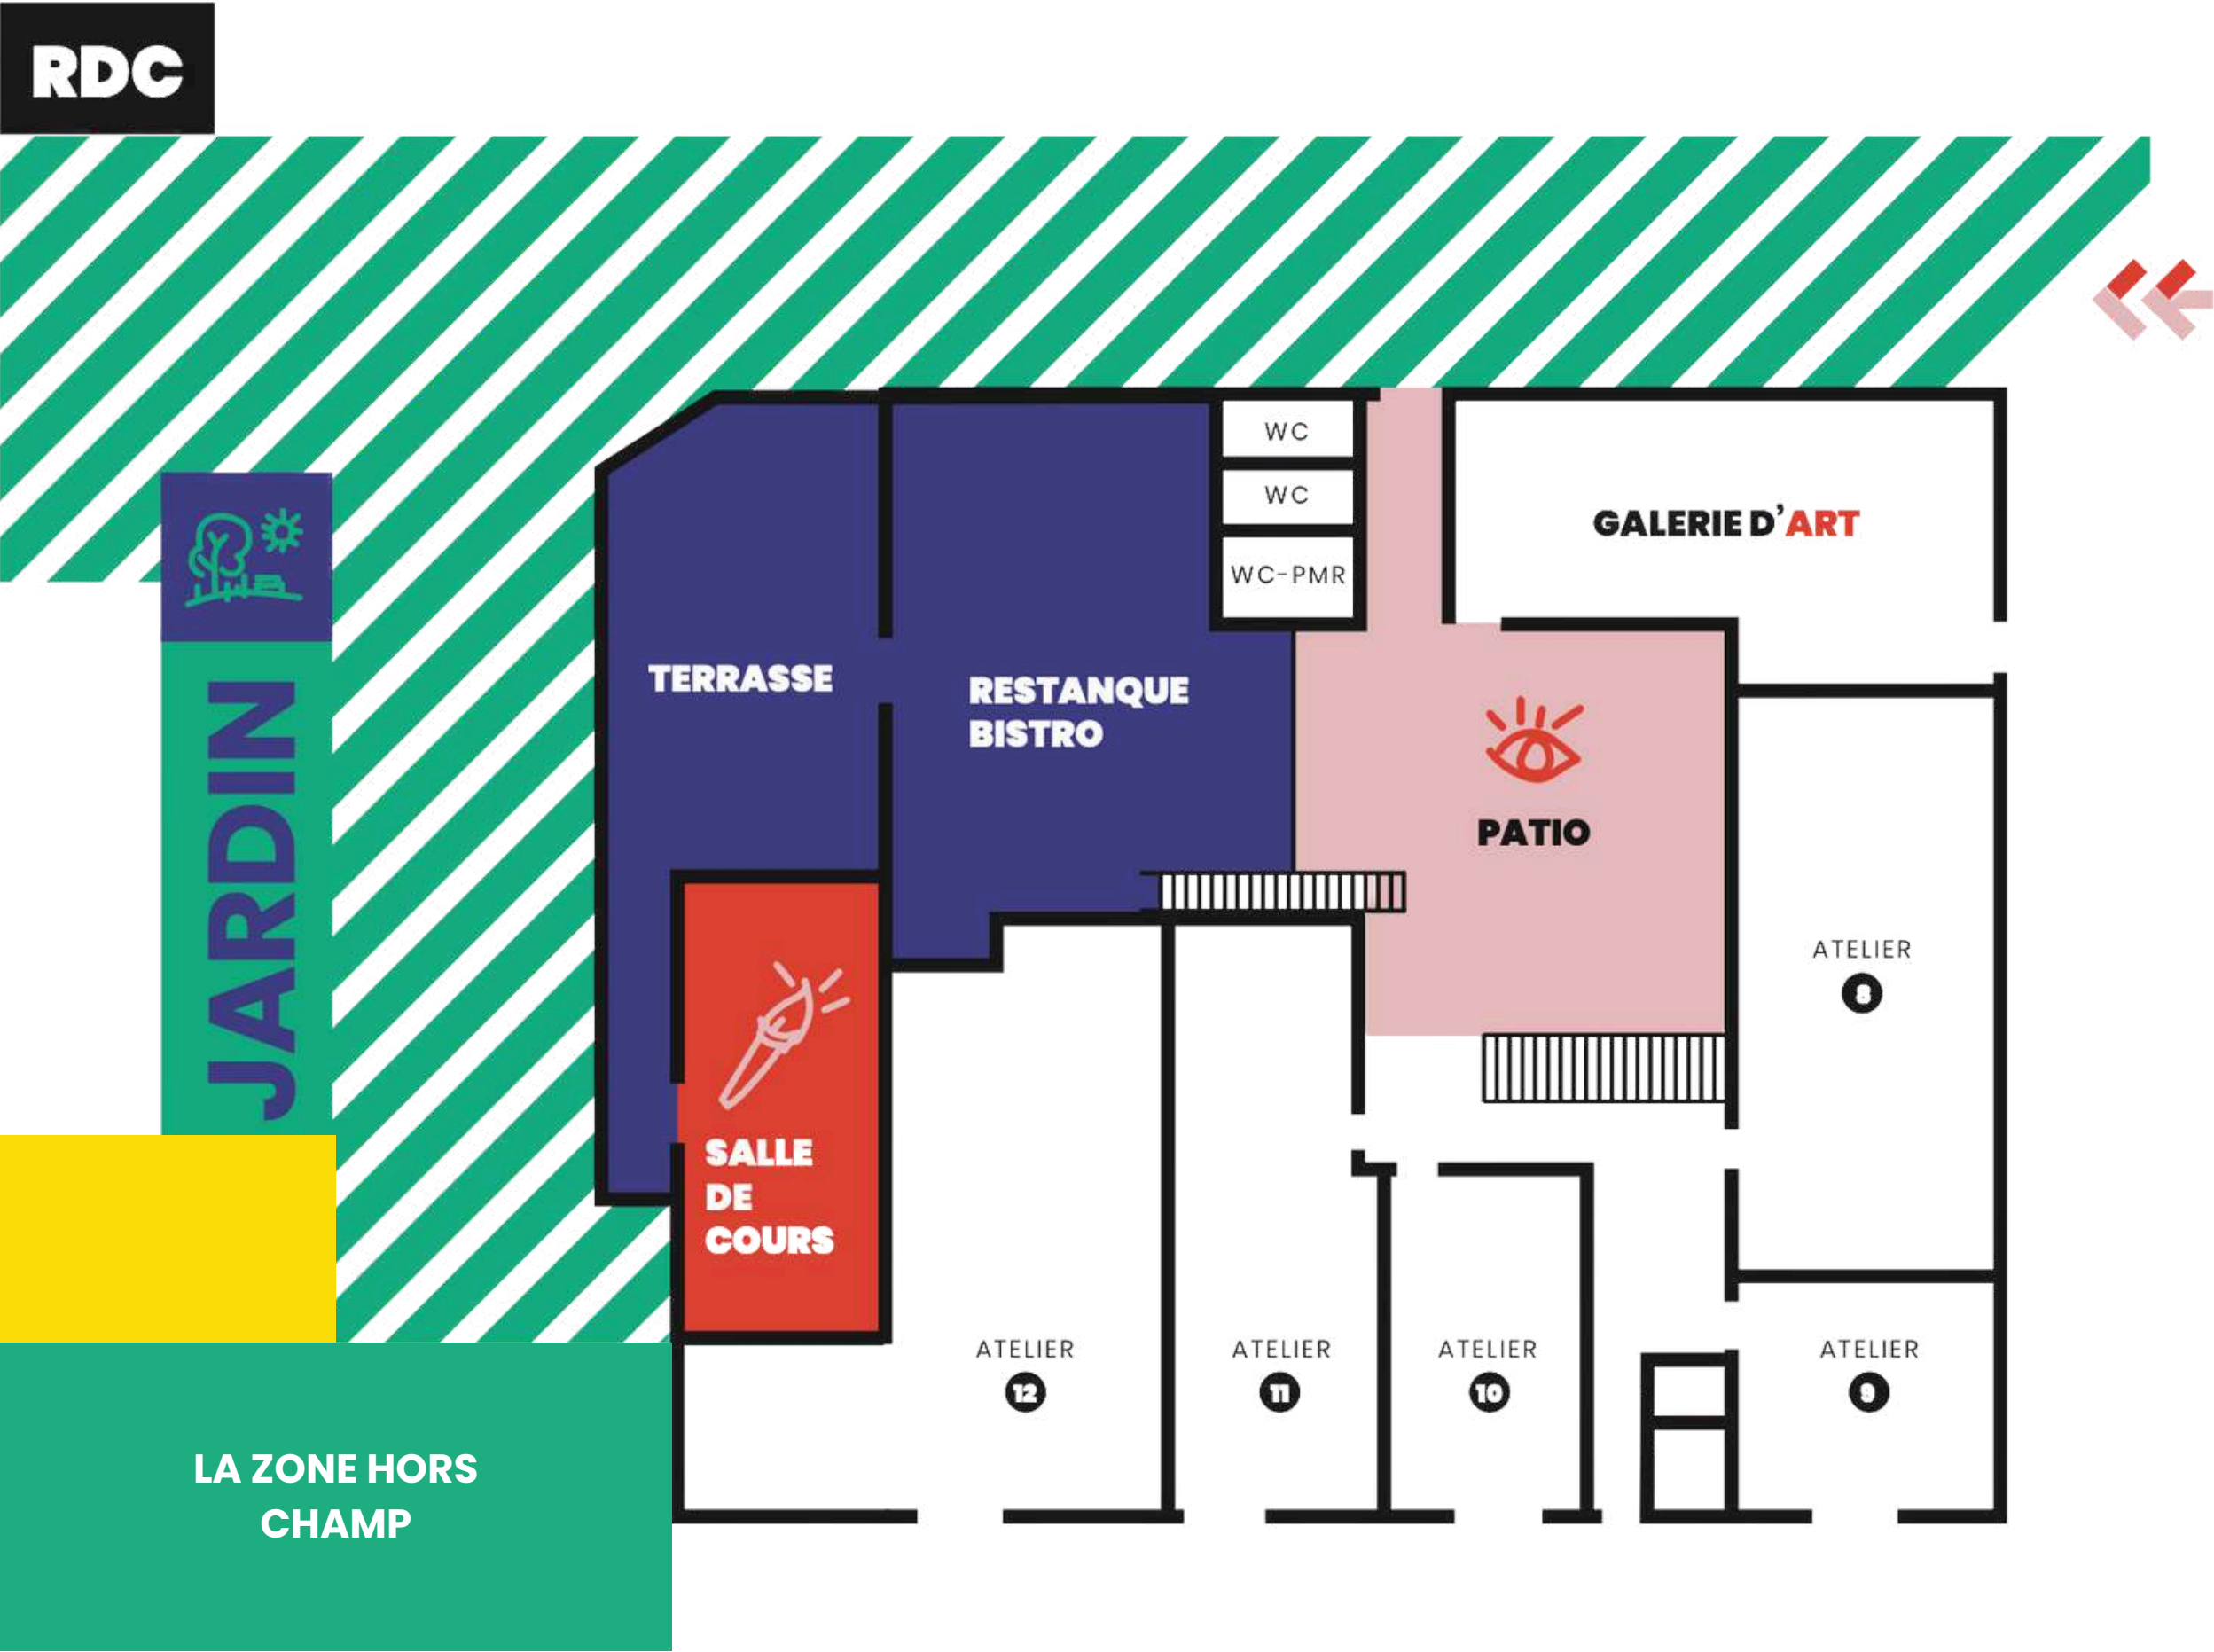 RDC
WC
WC
WC-PMR
GALERIE D'ART
TERRASSE
RESTANQUE
BISTRO
PATIO
JARDIN
ATELIER
8
SALLE
DE
COURS
ATELIER
12
ATELIER
11
ATELIER
10
ATELIER
9
LA ZONE HORS
CHAMP